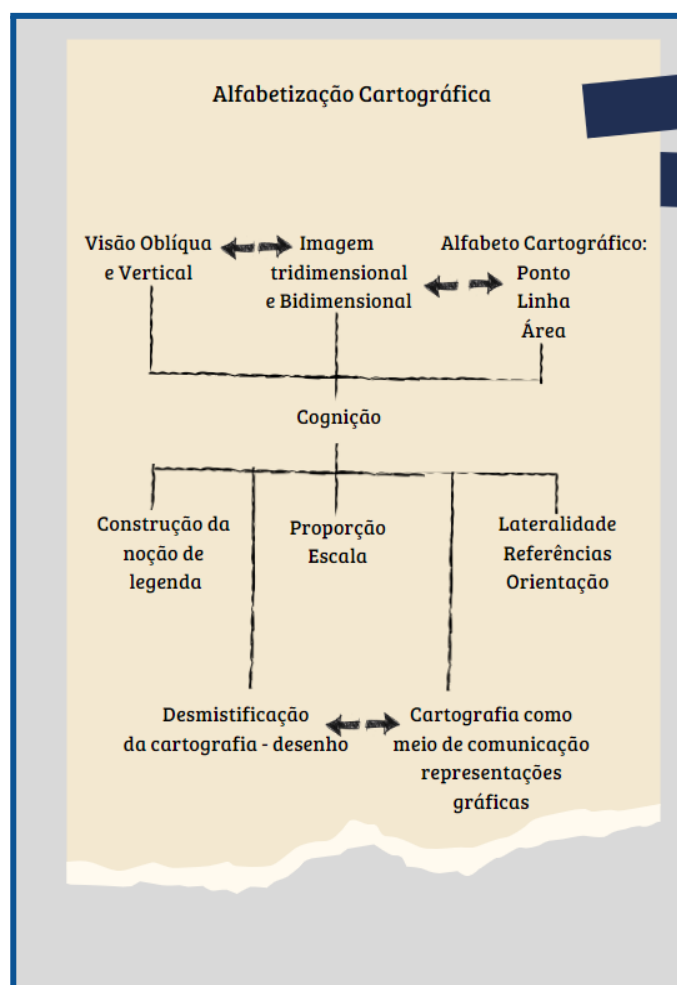 Alfabetização Cartográfica
Visão Oblíqua
e Vertical
Imagem
tridimensional
e Bidimensional
Alfabeto Cartográfico:
Ponto
Linha
Área
Cognição
Construção da
noção de
legenda
Proporção
Escala
Lateralidade
Referências
Orientação
Desmistificação
da cartografia - desenho
Cartografia como
meio de comunicação
representações
gráficas